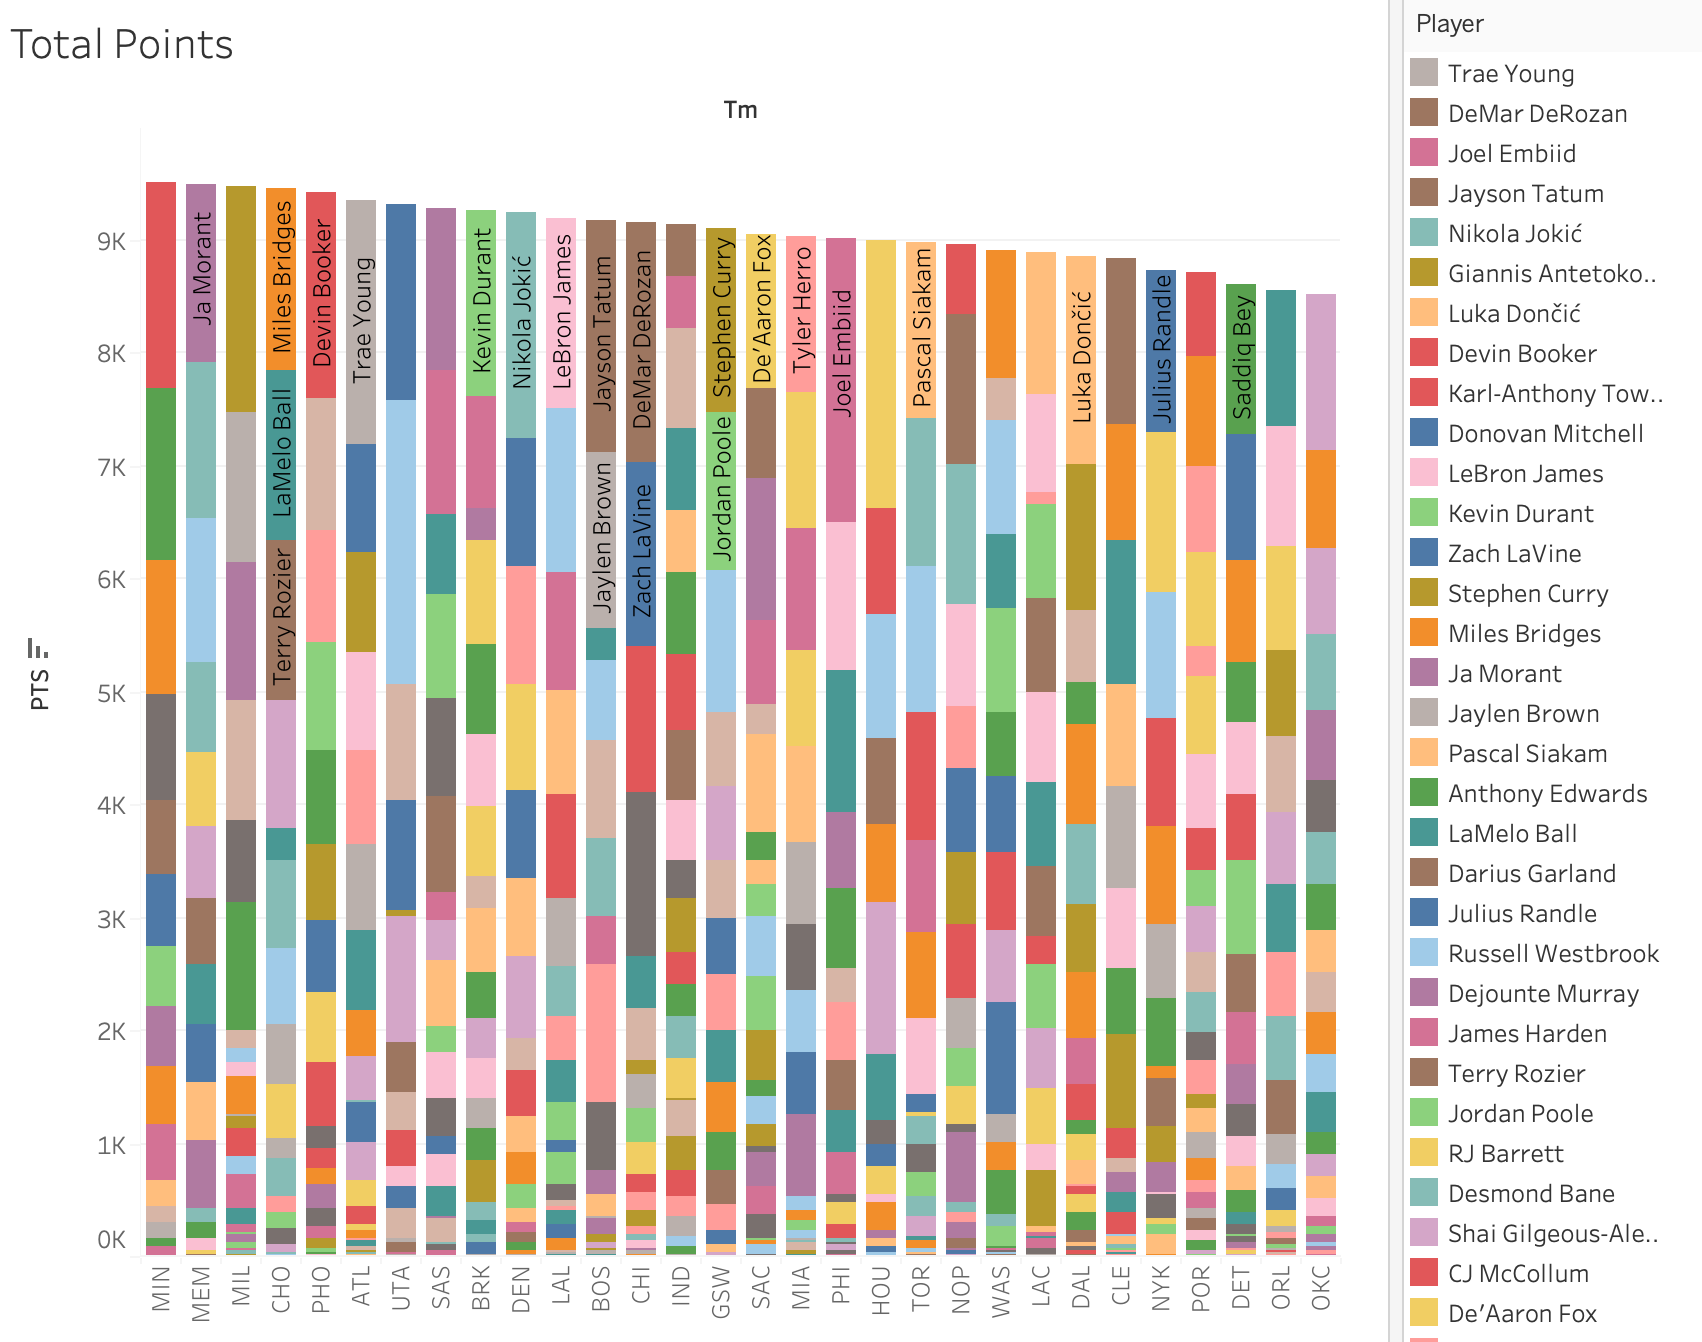 Total Points
Tm
PTS
9K
8K
7K
6K
5K
4K
3K
2K
1K
0K
Ja Morant
Miles Bridges
LaMelo Ball
Terry Rozier
Devin Booker
Trae Young
Kevin Durant
Nikola Jokić
LeBron James
Jayson Tatum
Jaylen Brown
DeMar DeRozan
Zach LaVine
Stephen Curry
Jordan Poole
De'Aaron Fox
Tyler Herro
Joel Embiid
Pascal Siakam
Luka Dončić
Julius Randle
Saddiq Bey
MIN
MEM
MIL
CHO
PHO
ATL
UTA
SAS
BRK
DEN
LAL
BOS
CHI
IND
GSW
SAC
MIA
PHI
HOU
TOR
NOP
WAS
LAC
DAL
CLE
NYK
POR
DET
ORL
OKC
Player
Trae Young
DeMar DeRozan
Joel Embiid
Jayson Tatum
Nikola Jokić
Giannis Antetoko..
Luka Dončić
Devin Booker
Karl-Anthony Tow..
Donovan Mitchell
LeBron James
Kevin Durant
Zach LaVine
Stephen Curry
Miles Bridges
Ja Morant
Jaylen Brown
Pascal Siakam
Anthony Edwards
LaMelo Ball
Darius Garland
Julius Randle
Russell Westbrook
Dejounte Murray
James Harden
Terry Rozier
Jordan Poole
RJ Barrett
Desmond Bane
Shai Gilgeous-Ale..
CJ McCollum
De'Aaron Fox